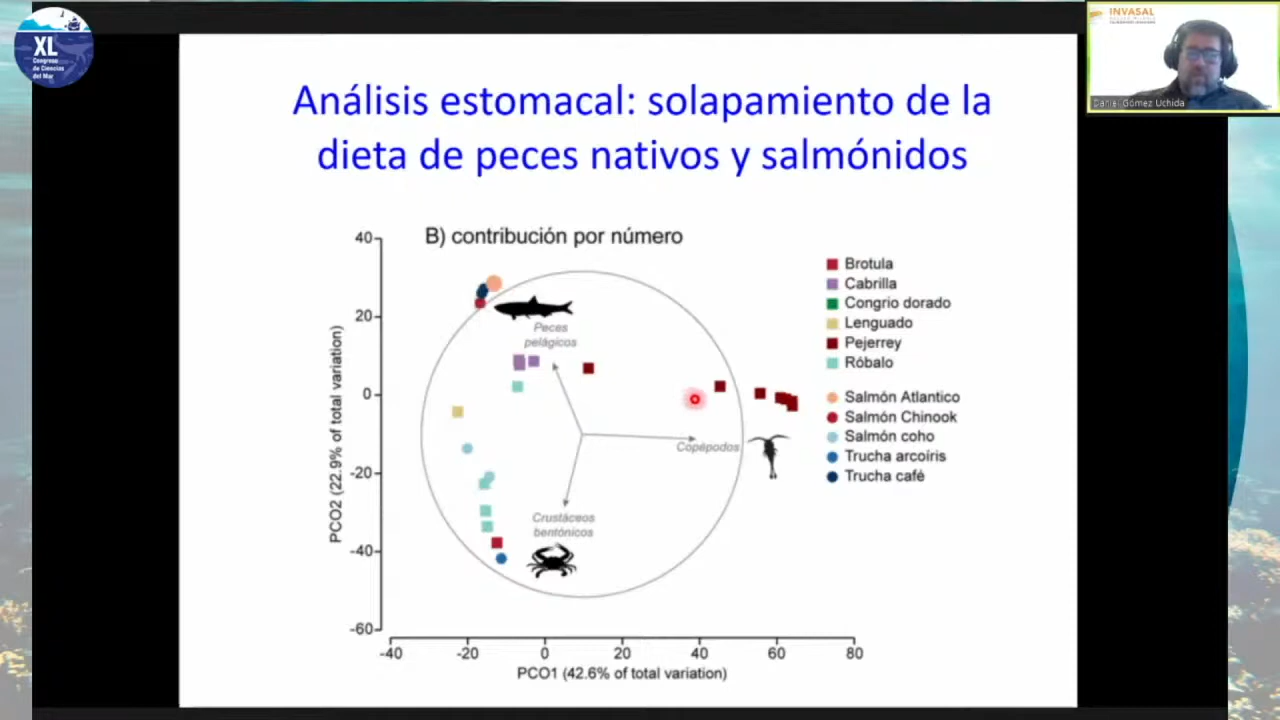 XL
Congreso
de Ciencias
del Mar
INVASAL
Daniel Gómez Uchida
Análisis estomacal: solapamiento de la
dieta de peces nativos y salmónidos
B) contribución por número
40
20
0
-20
-40
-60
PCO2 (22.9% of total variation)
Peces
pelágicos
Copépodos
Crustáceos
bentónicos
-40
-20
0
20
40
60
80
PCO1 (42.6% of total variation)
Brotula
Cabrilla
Congrio dorado
Lenguado
Pejerrey
Róbalo
Salmón Atlantico
Salmón Chinook
Salmón coho
Trucha arcoíris
Trucha café